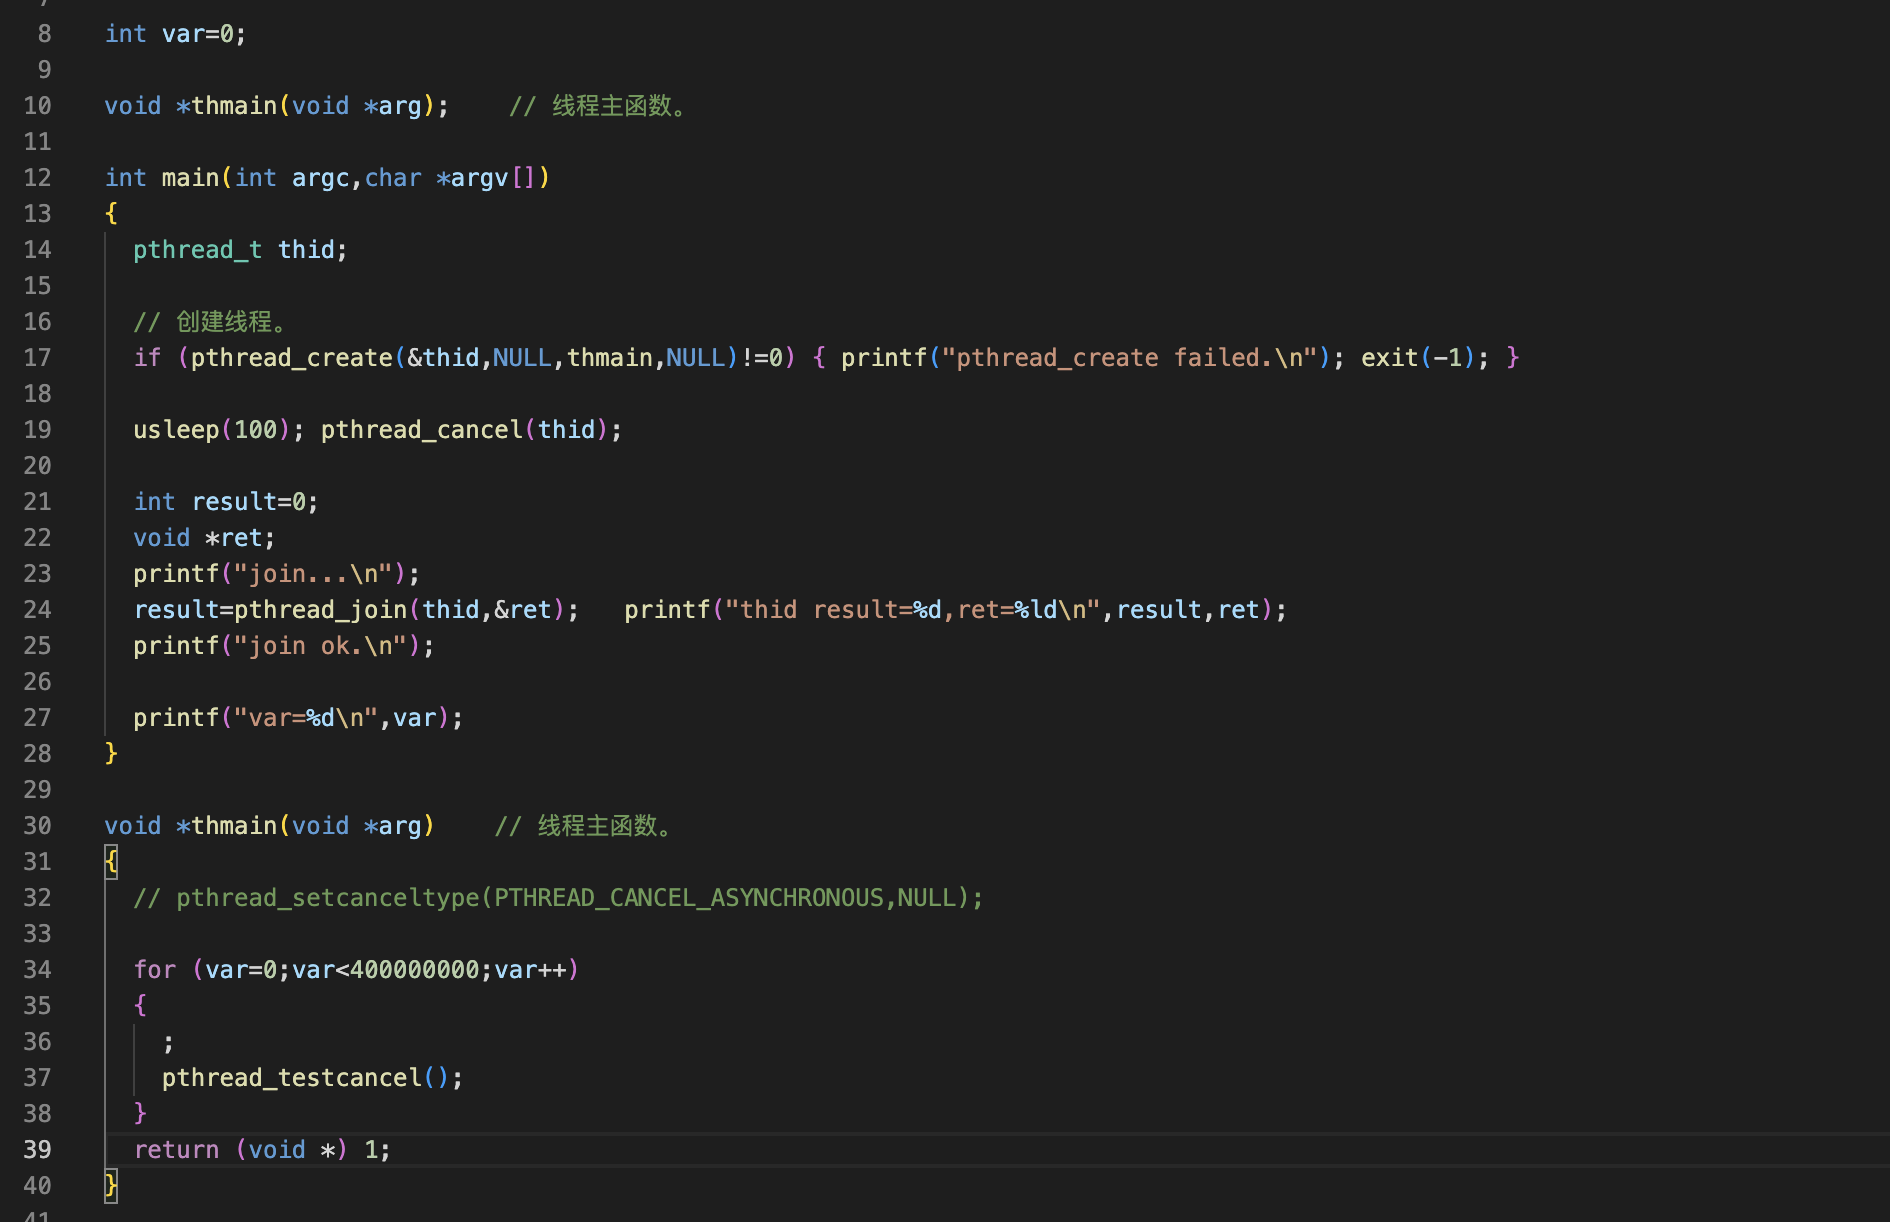 8 int var=0;
9
10 void *thmain(void *arg);    // 线程主函数。
11
12 int main(int argc,char *argv[])
13 {
14   pthread_t thid;
15
16   // 创建线程。
17   if (pthread_create(&thid,NULL,thmain,NULL)!=0) { printf("pthread_create failed.\n"); exit(-1); }
18
19   usleep(100); pthread_cancel(thid);
20
21   int result=0;
22   void *ret;
23   printf("join...\n");
24   result=pthread_join(thid,&ret);   printf("thid result=%d,ret=%ld\n",result,ret);
25   printf("join ok.\n");
26
27   printf("var=%d\n",var);
28 }
29
30 void *thmain(void *arg)    // 线程主函数。
31 {
32   // pthread_setcanceltype(PTHREAD_CANCEL_ASYNCHRONOUS,NULL);
33
34   for (var=0;var<400000000;var++)
35   {
36     ;
37     pthread_testcancel();
38   }
39   return (void *) 1;
40 }
41